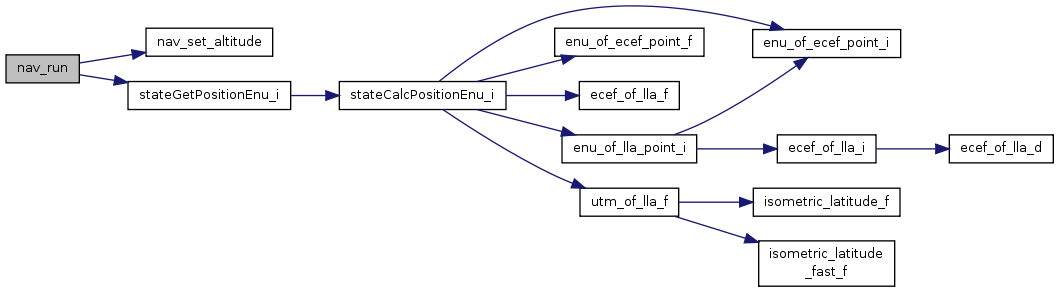 nav_run
nav_set_altitude
stateGetPositionEnu_i
stateCalcPositionEnu_i
enu_of_ecef_point_f
enu_of_ecef_point_i
ecef_of_lla_f
enu_of_lla_point_i
ecef_of_lla_i
ecef_of_lla_d
utm_of_lla_f
isometric_latitude_f
isometric_latitude
_fast_f